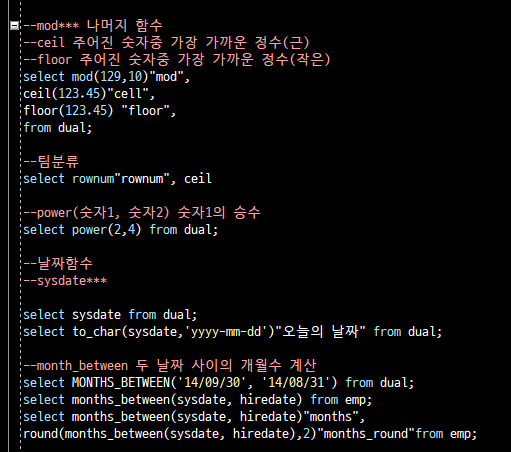 --mod*** 나머지 함수
--ceil 주어진 숫자중 가장 가까운 정수(큰)
--floor 주어진 숫자중 가장 가까운 정수(작은)
select mod(129,10)"mod",
ceil(123.45)"cell",
floor(123.45) "floor",
from dual;
--팀분류
select rownum"rownum", ceil
--power(숫자1, 숫자2) 숫자1의 승수
select power(2,4) from dual;
--날짜함수
--sysdate***
select sysdate from dual;
select to_char(sysdate,'yyyy-mm-dd')"오늘의 날짜" from dual;
--month_between 두 날짜 사이의 개월수 계산
select MONTHS_BETWEEN('14/09/30', '14/08/31') from dual;
select months_between(sysdate, hiredate) from emp;
select months_between(sysdate, hiredate)"months",
round(months_between(sysdate, hiredate),2)"months_round"from emp;